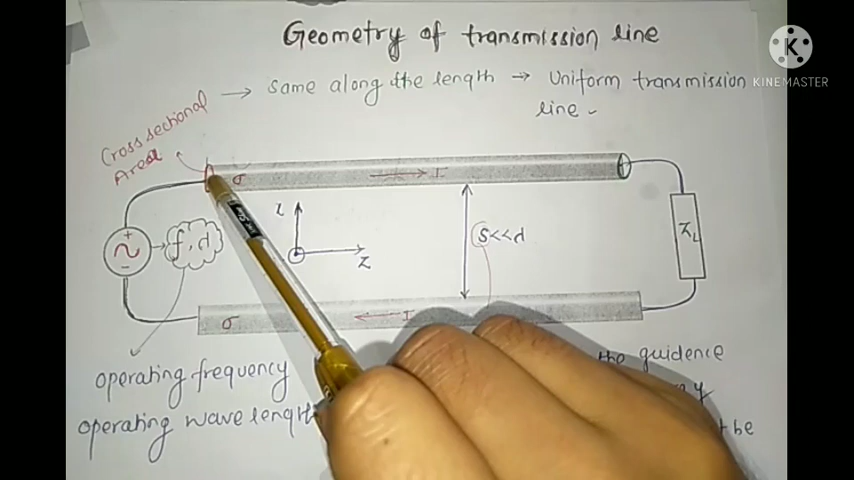 Geometry of transmission line
Cross sectional
Area
→ same along the length → Uniform transmission
line -
K
KINEMASTER
σ
→ I
+
-
f, d
x
z
S<<d
Z_L
σ
← I
operating frequency
operating wave length
the guidence
be